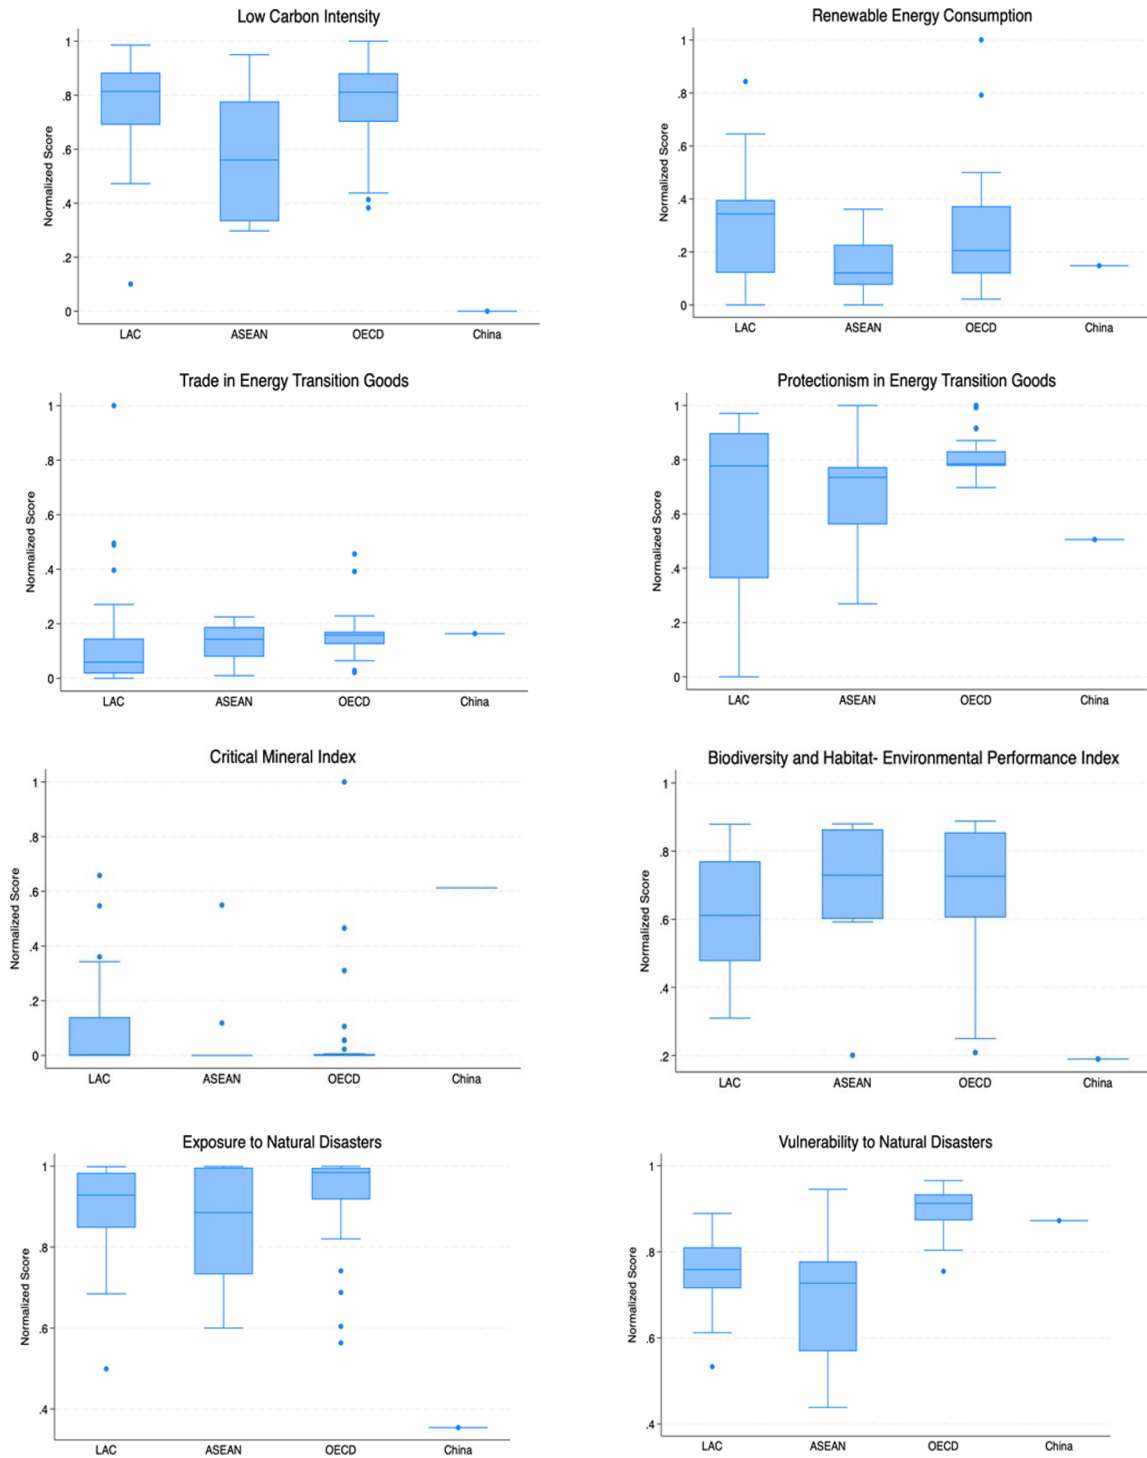 Low Carbon Intensity
Normalized Score
1
.8
.6
.4
.2
0
LAC ASEAN OECD China
Renewable Energy Consumption
Normalized Score
1
.8
.6
.4
.2
0
LAC ASEAN OECD China
Trade in Energy Transition Goods
Normalized Score
1
.8
.6
.4
.2
0
LAC ASEAN OECD China
Protectionism in Energy Transition Goods
Normalized Score
1
.8
.6
.4
.2
0
LAC ASEAN OECD China
Critical Mineral Index
Normalized Score
1
.8
.6
.4
.2
0
LAC ASEAN OECD China
Biodiversity and Habitat- Environmental Performance Index
Normalized Score
1
.8
.6
.4
.2
LAC ASEAN OECD China
Exposure to Natural Disasters
Normalized Score
1
.8
.6
.4
LAC ASEAN OECD China
Vulnerability to Natural Disasters
Normalized Score
1
.8
.6
.4
LAC ASEAN OECD China